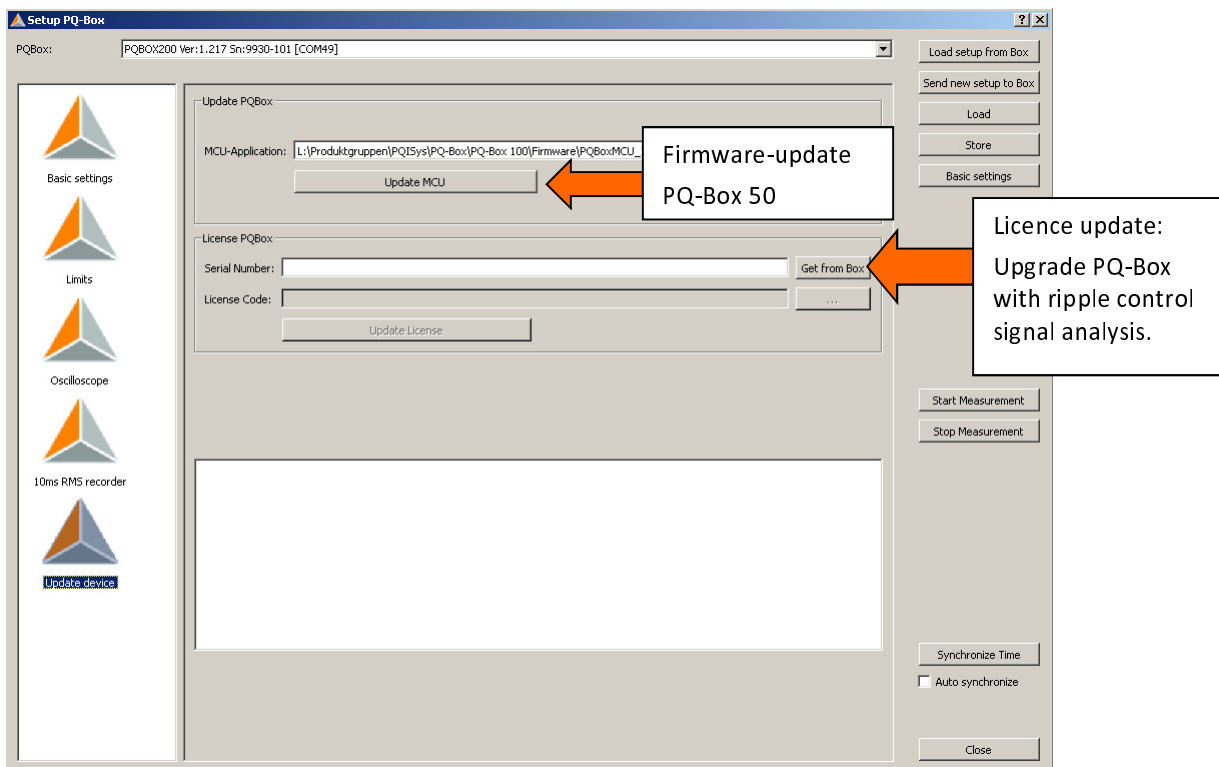 Setup PQ-Box
PQBox:
PQBOX200 Ver:1.217 Sn:9930-101 [COM49]
Load setup from Box
Send new setup to Box
Load
Store
Basic settings
Basic settings
Limits
Oscilloscope
10ms RMS recorder
Update device
Update PQBox
MCU-Application:
L:\Produktgruppen\PQISys\PQ-Box\PQ-Box 100\Firmware\PQBoxMCU_
Update MCU
Firmware-update
PQ-Box 50
License PQBox
Serial Number:
Get from Box
License Code:
...
Update License
Licence update:
Upgrade PQ-Box
with ripple control
signal analysis.
Start Measurement
Stop Measurement
Synchronize Time
Auto synchronize
Close